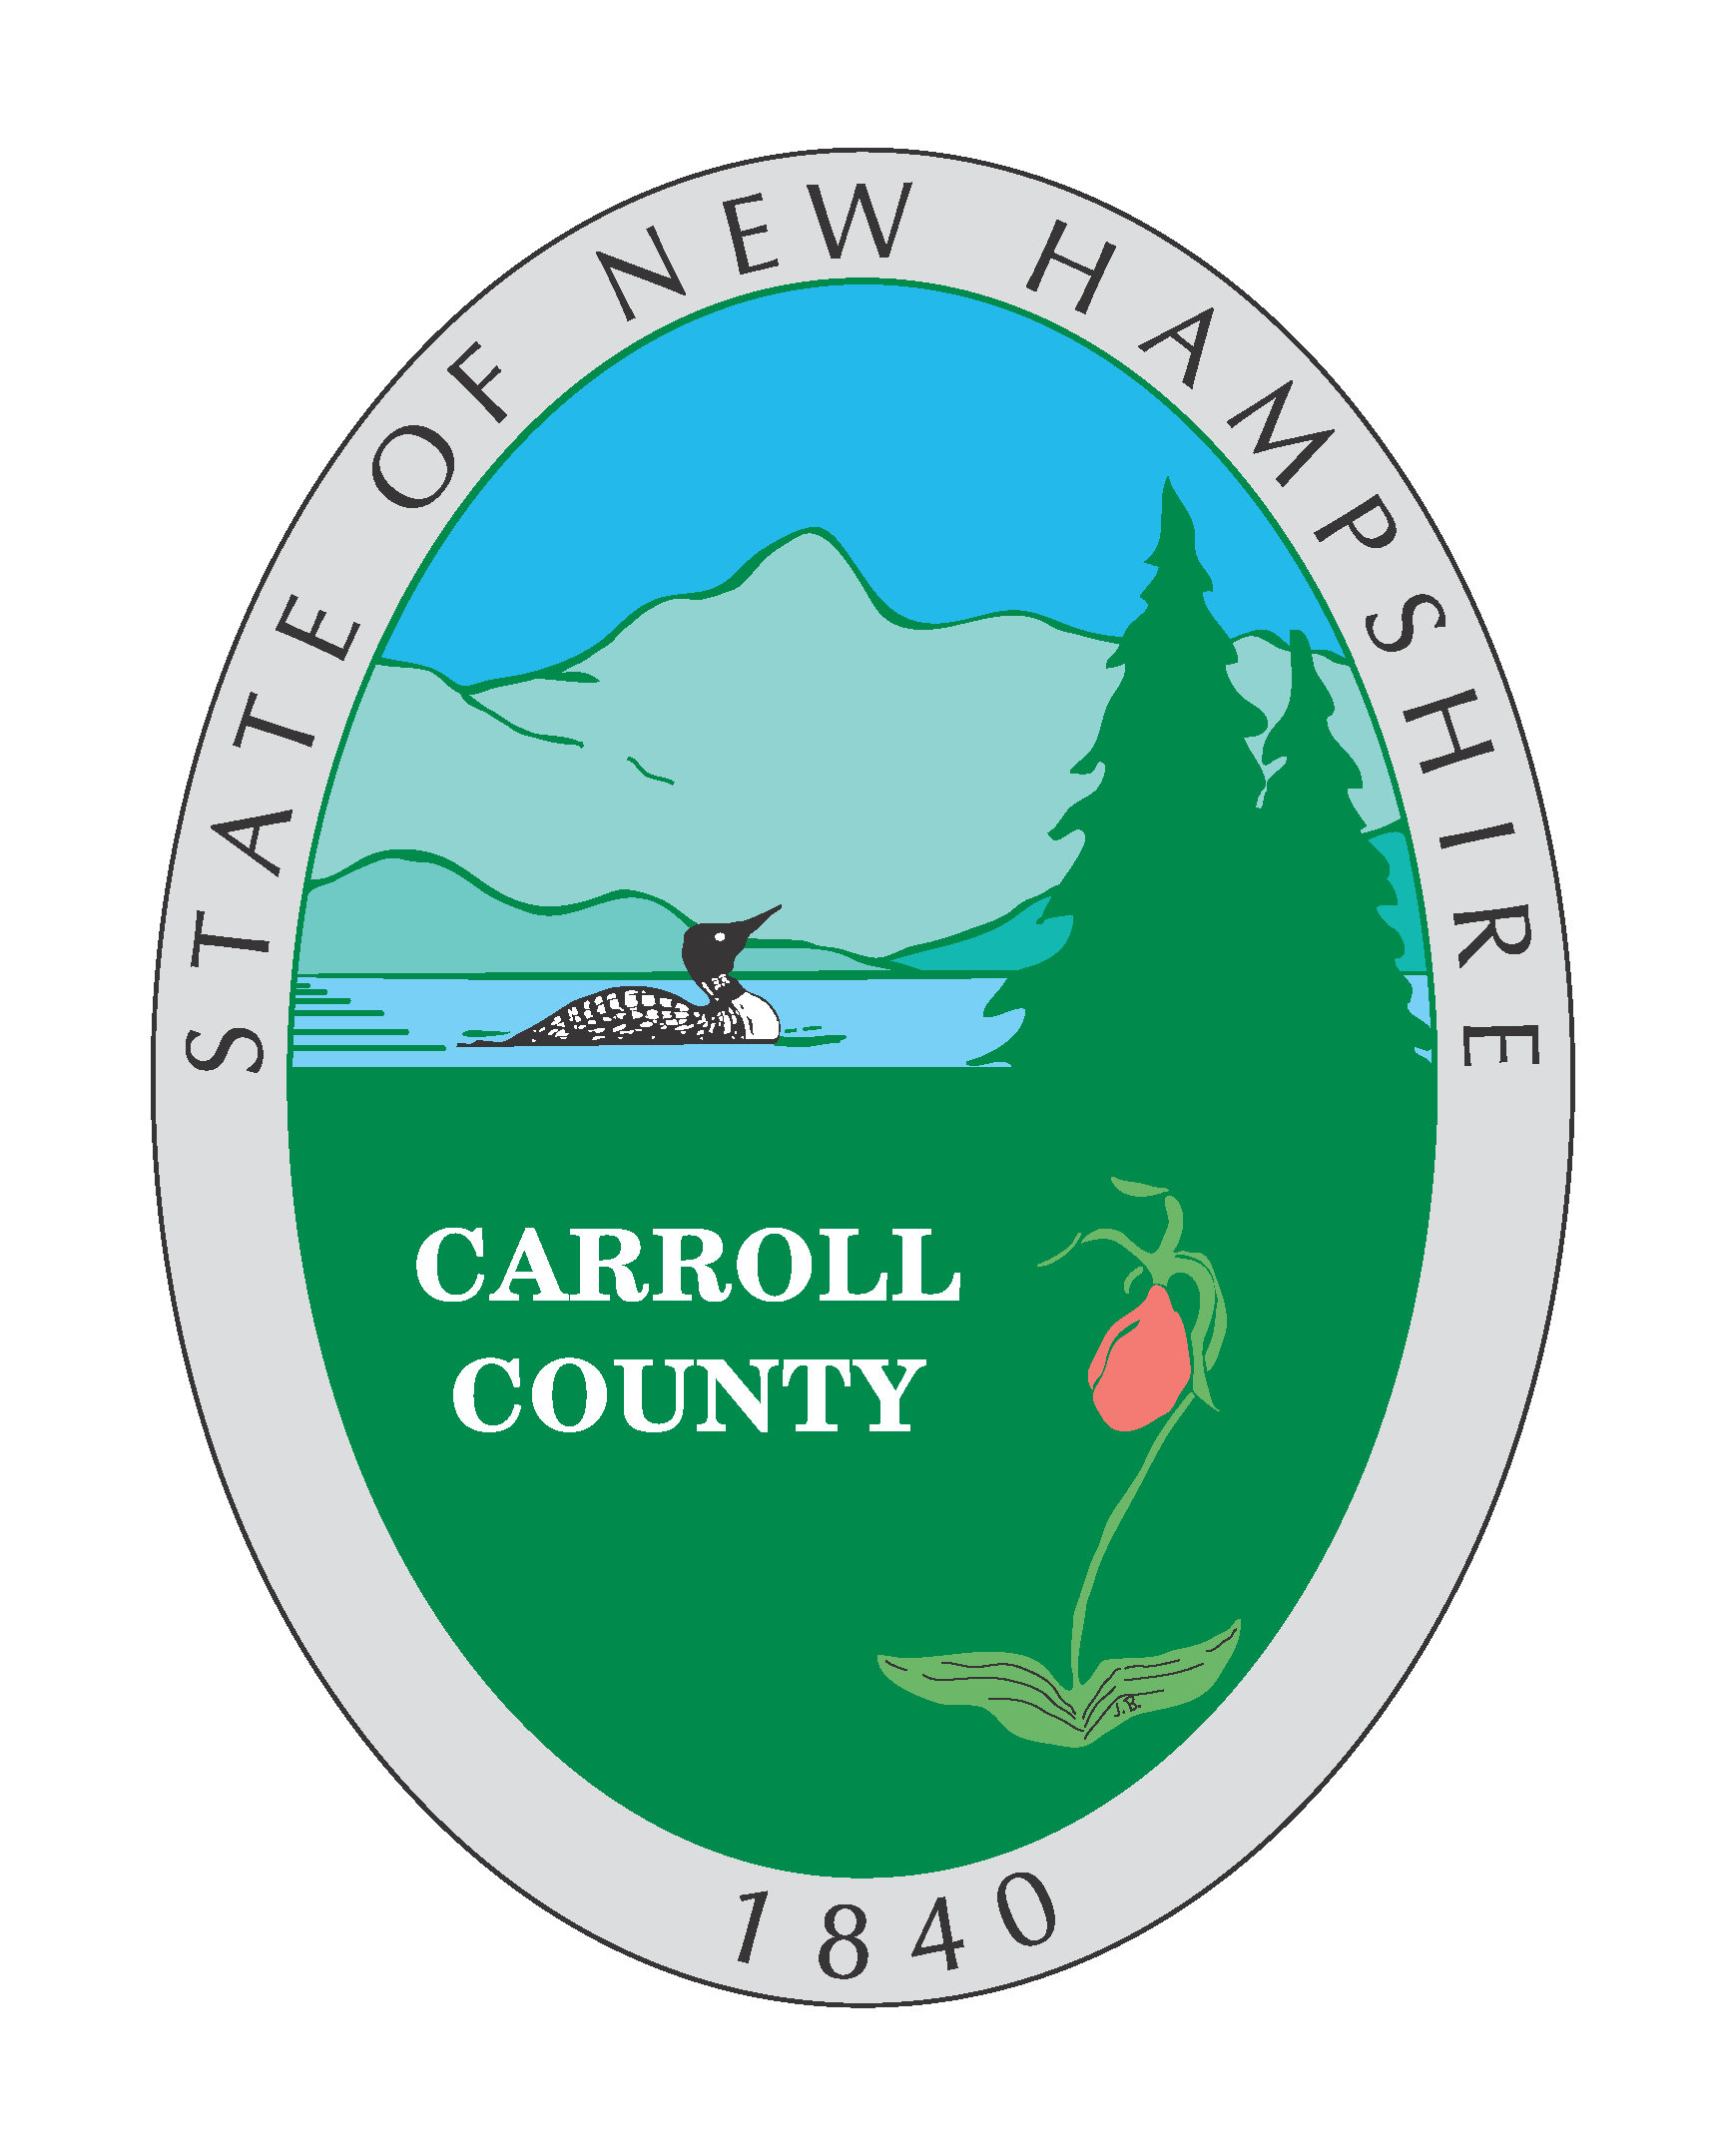 STATE OF NEW HAMPSHIRE
CARROLL
COUNTY
J.B.
1840